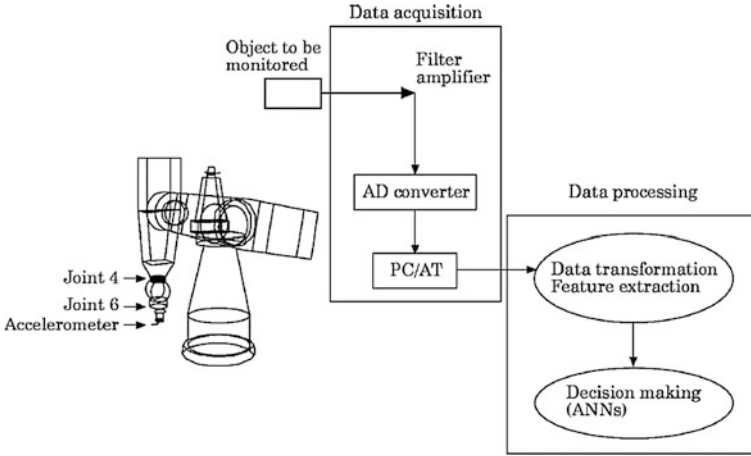 Data acquisition
Object to be
monitored
Filter
amplifier
AD converter
PC/AT
Data processing
Data transformation
Feature extraction
Decision making
(ANNs)
Joint 4
Joint 6
Accelerometer